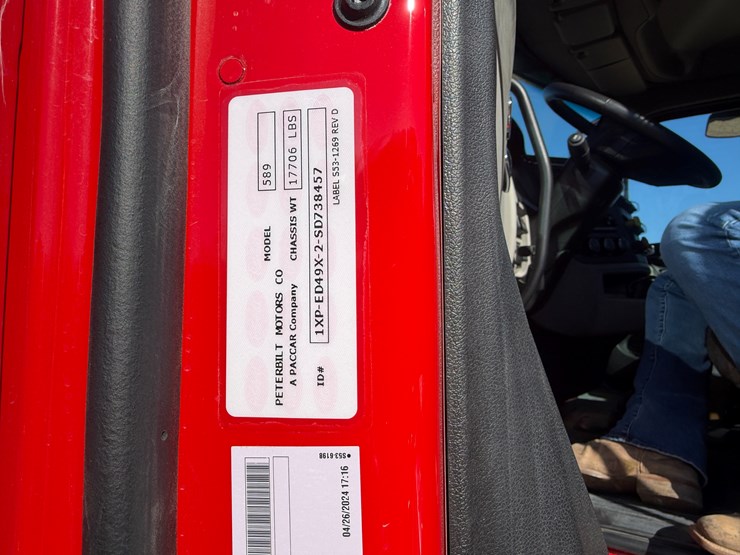 PETERBILT MOTORS CO MODEL 589
A PACCAR Company CHASSIS WT 17706 LBS
ID# 1XP-ED49X-2-SD738457
LABEL S53-1269 REV D
• S53-6198
04/26/2024 17:16